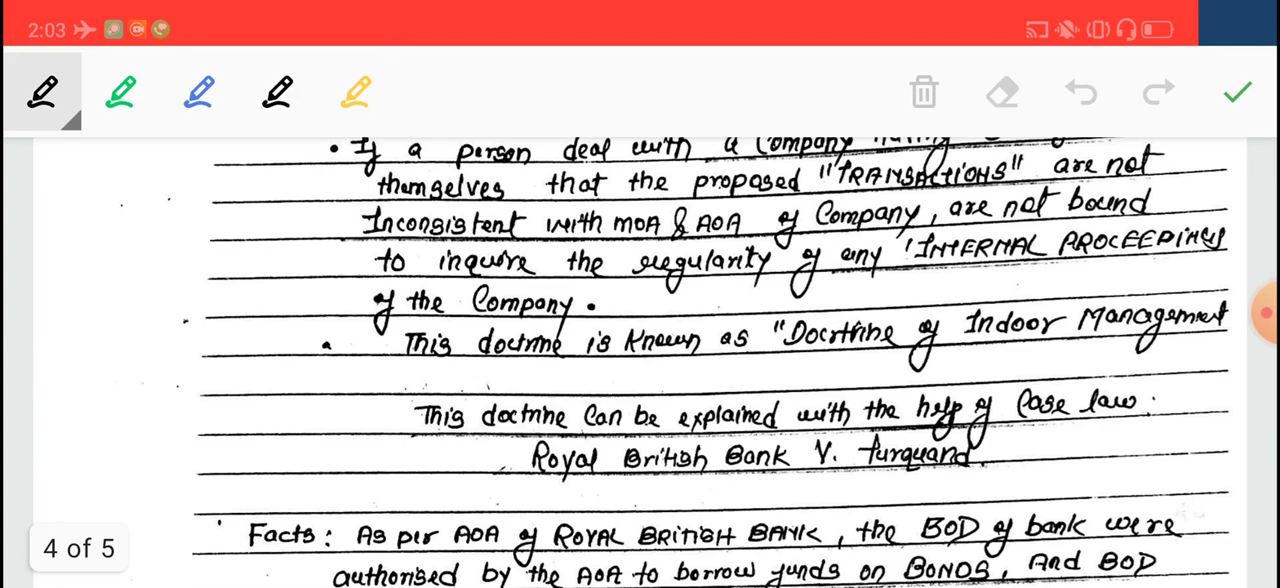 2:03
• If a person deal with a Company having
themselves that the proposed "TRANSACTIONS" are not
Inconsistent with MOA & AOA of Company, are not bound
to inquire the regularity of any 'INTERNAL PROCEEDINGS
of the Company.
This doctrine is Known as "Docrtrine of Indoor Management
This doctrine Can be explained with the help of Case law.
Royal British Bank V. turquand.
Facts: As per AOA of ROYAL BRITISH BANK, the BOD of bank were
4 of 5
authorised by the AOA to borrow funds on BONDS, And BOD